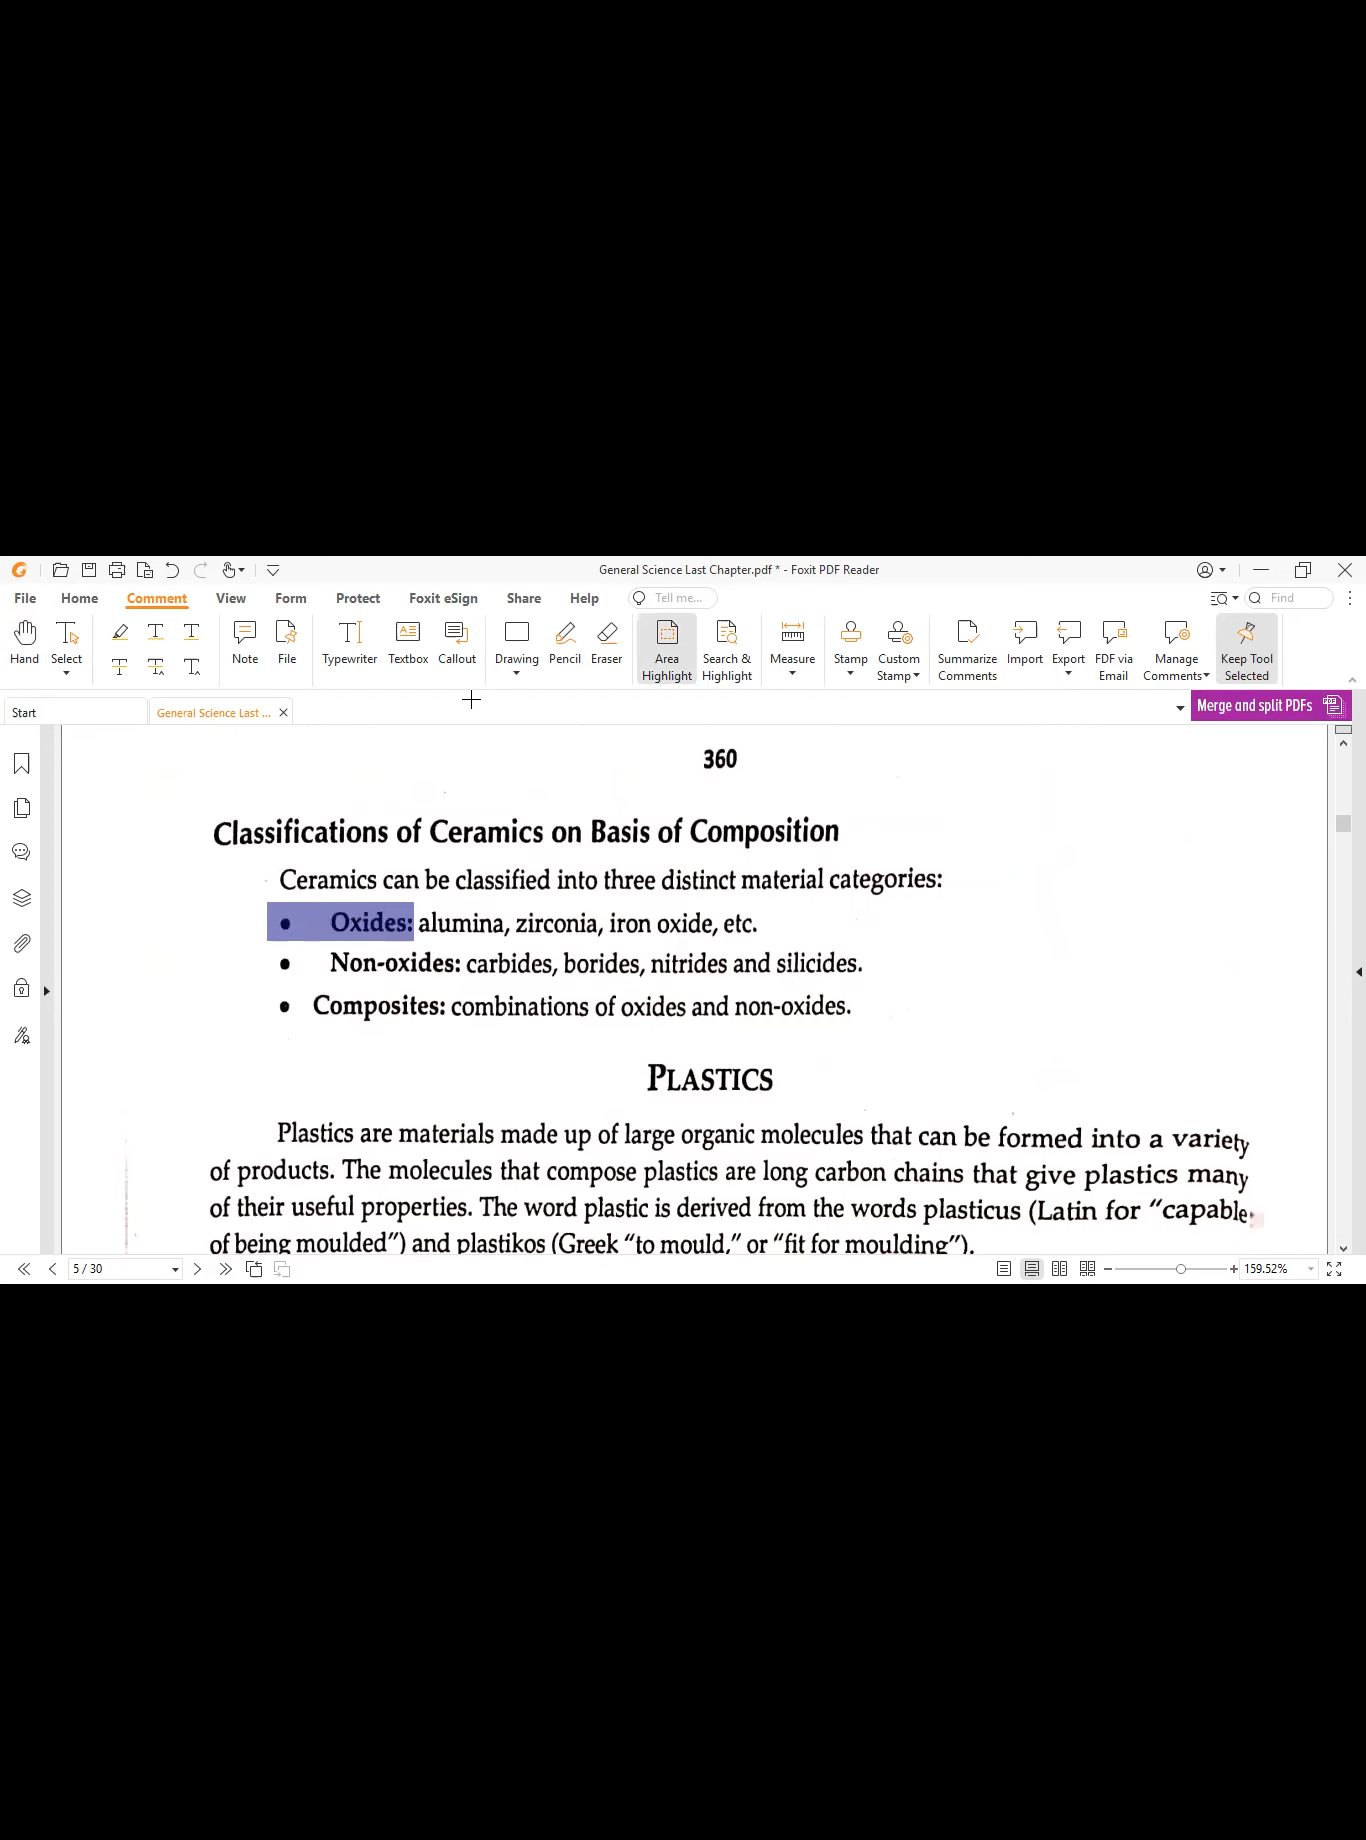 General Science Last Chapter.pdf * - Foxit PDF Reader
File Home Comment View Form Protect Foxit eSign Share Help Tell me... Find
Hand Select Note File Typewriter Textbox Callout Drawing Pencil Eraser Area Highlight Search & Highlight Measure Stamp Custom Stamp Summarize Comments Import Export FDF via Email Manage Comments Keep Tool Selected
Start General Science Last ... Merge and split PDFs
360
Classifications of Ceramics on Basis of Composition
Ceramics can be classified into three distinct material categories:
• Oxides: alumina, zirconia, iron oxide, etc.
• Non-oxides: carbides, borides, nitrides and silicides.
• Composites: combinations of oxides and non-oxides.
PLASTICS
Plastics are materials made up of large organic molecules that can be formed into a variety
of products. The molecules that compose plastics are long carbon chains that give plastics many
of their useful properties. The word plastic is derived from the words plasticus (Latin for "capable
of being moulded") and plastikos (Greek "to mould," or "fit for moulding").
5 / 30 159.52%